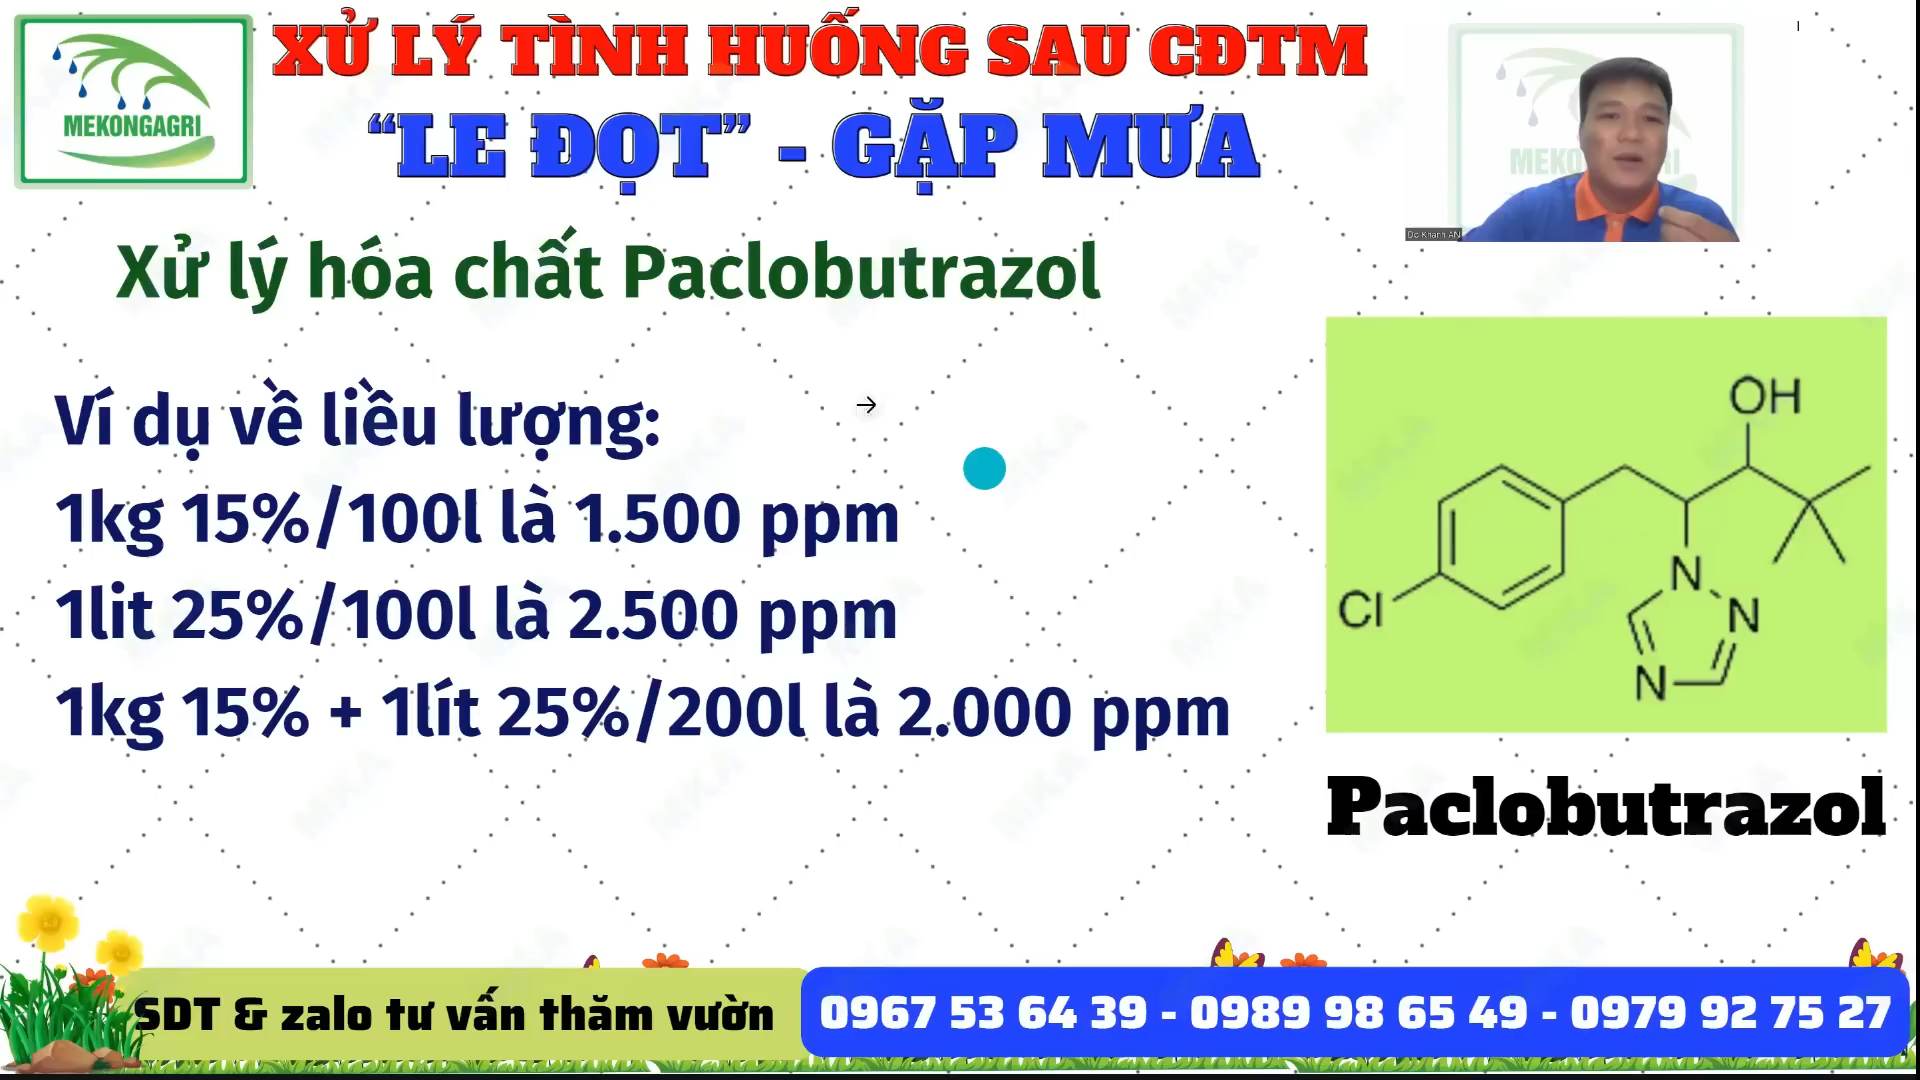 XỬ LÝ TÌNH HUỐNG SAU CĐTM
“LE ĐỌT” - GẶP MƯA
MEKONGAGRI
Xử lý hóa chất Paclobutrazol
Ví dụ về liều lượng:
1kg 15%/100l là 1.500 ppm
1lit 25%/100l là 2.500 ppm
1kg 15% + 1lít 25%/200l là 2.000 ppm
OH
Cl
N
N
N
Paclobutrazol
SDT & zalo tư vấn thăm vườn
0967 53 64 39 - 0989 98 65 49 - 0979 92 75 27